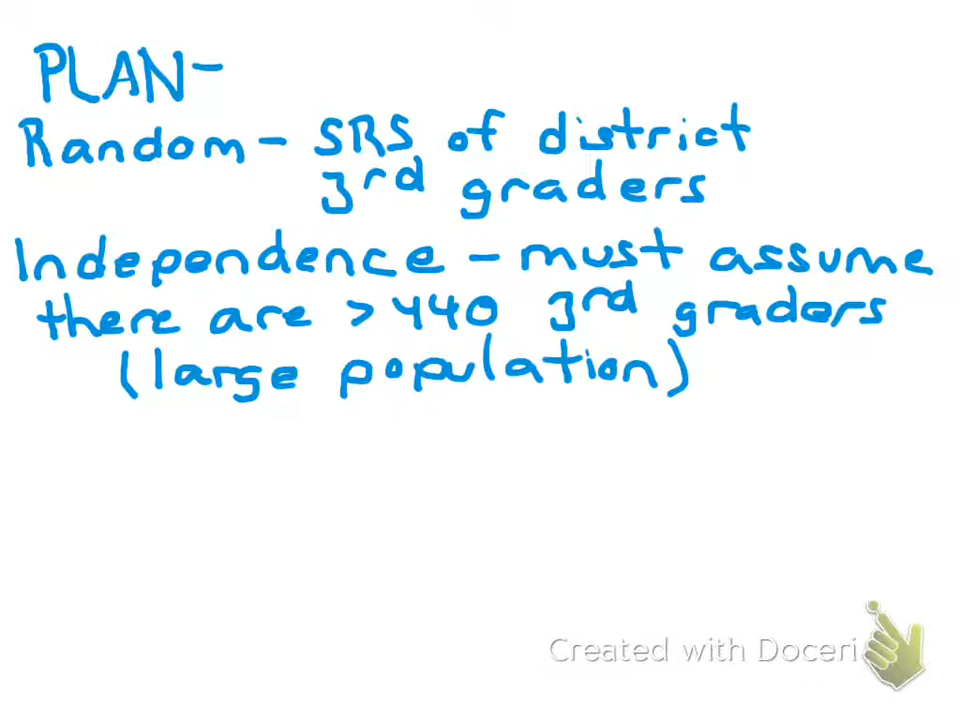 PLAN-
Random - SRS of district
3rd graders
Independence - must assume
there are > 440 3rd graders
(large population)
Created with Doceri